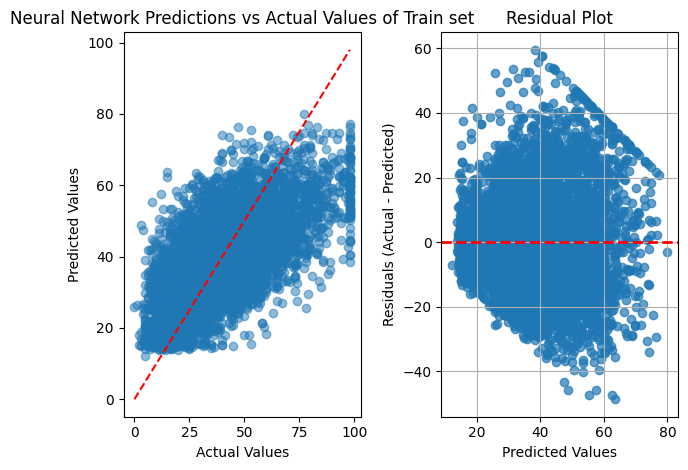 Neural Network Predictions vs Actual Values of Train set
Predicted Values
100
80
60
40
20
0
0 25 50 75 100
Actual Values
Residual Plot
Residuals (Actual - Predicted)
60
40
20
0
−20
−40
20 40 60 80
Predicted Values